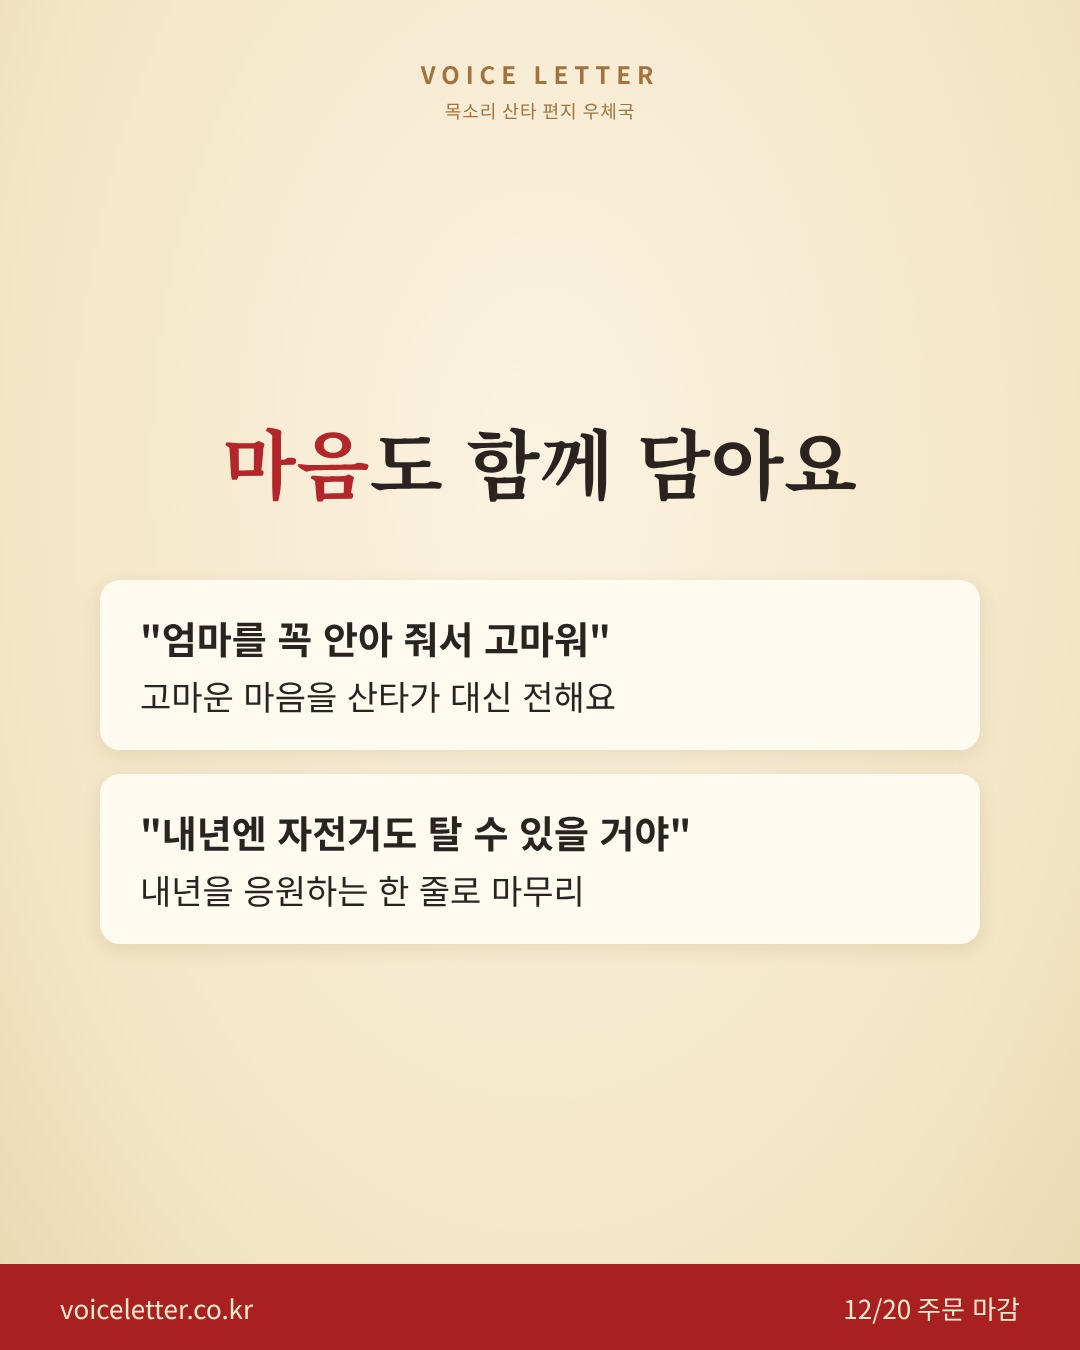 VOICE LETTER
목소리 산타 편지 우체국
마음도 함께 담아요
"엄마를 꼭 안아 줘서 고마워"
고마운 마음을 산타가 대신 전해요
"내년엔 자전거도 탈 수 있을 거야"
내년을 응원하는 한 줄로 마무리
voiceletter.co.kr
12/20 주문 마감